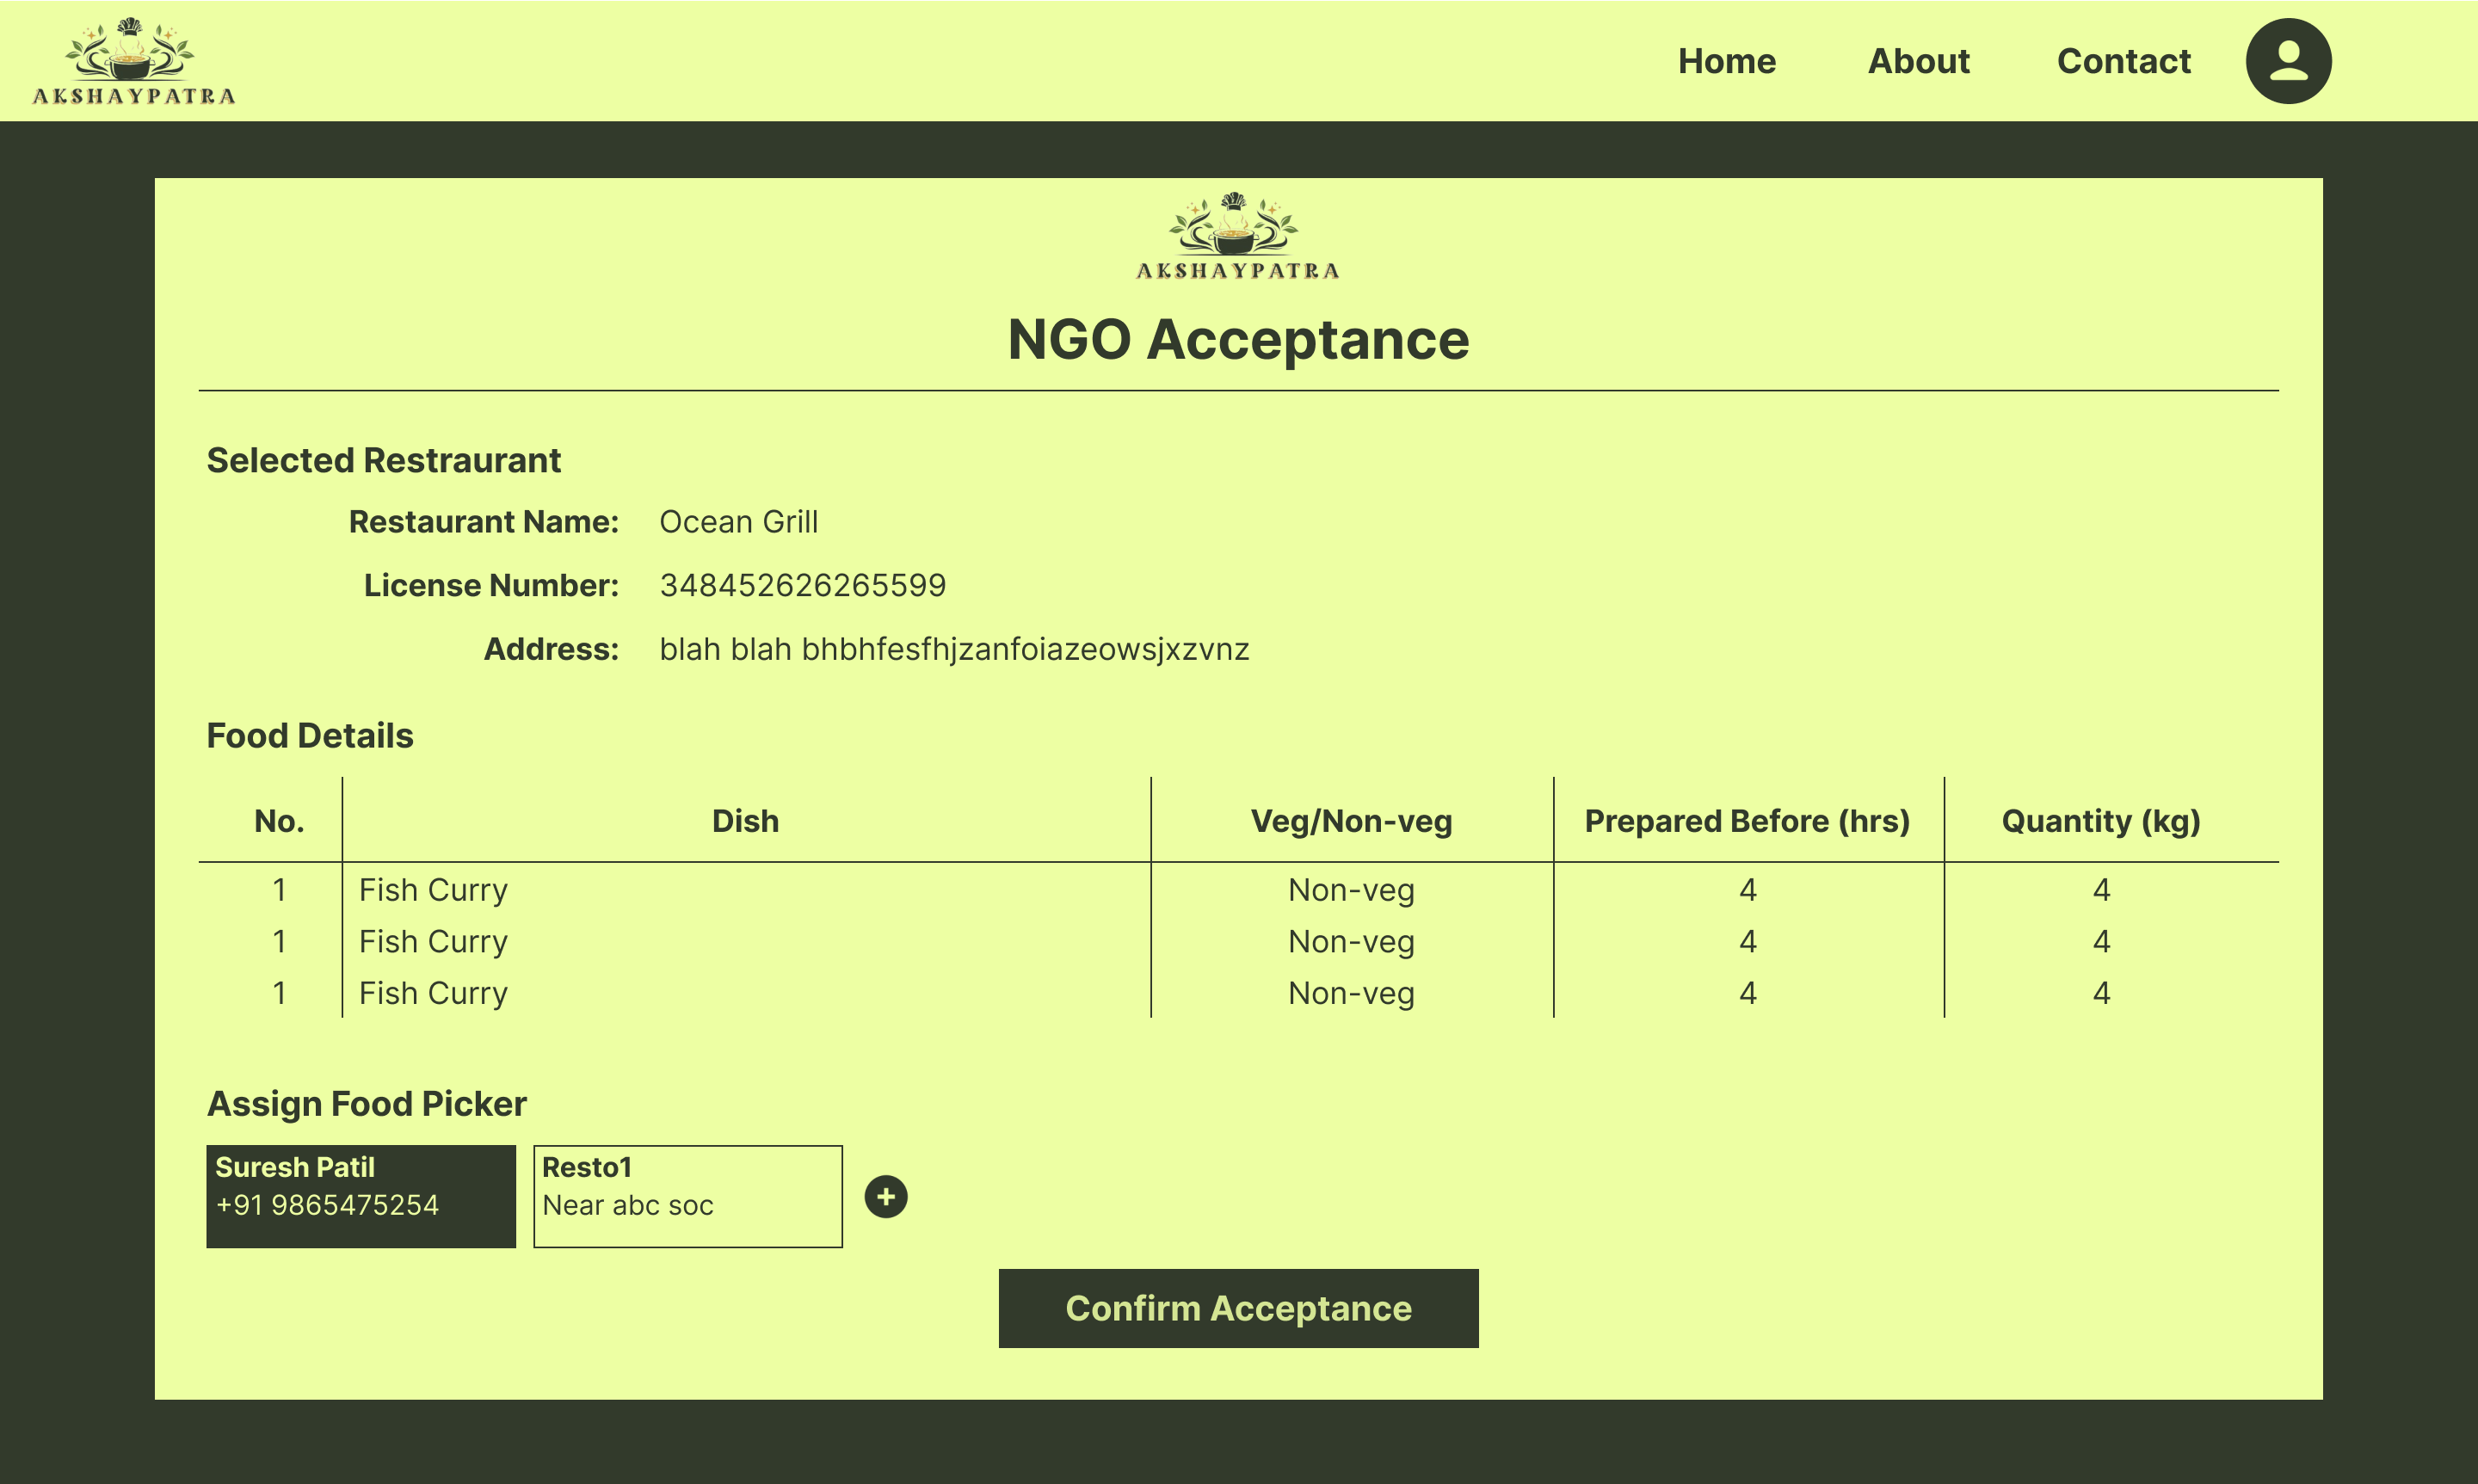 AKSHAYPATRA
Home About Contact
AKSHAYPATRA
NGO Acceptance
Selected Restraurant
Restaurant Name: Ocean Grill
License Number: 348452626265599
Address: blah blah bhbhfesfhjzanfoiazeowsjxzvnz
Food Details
No. Dish Veg/Non-veg Prepared Before (hrs) Quantity (kg)
1 Fish Curry Non-veg 4 4
1 Fish Curry Non-veg 4 4
1 Fish Curry Non-veg 4 4
Assign Food Picker
Suresh Patil Resto1
+91 9865475254 Near abc soc
Confirm Acceptance